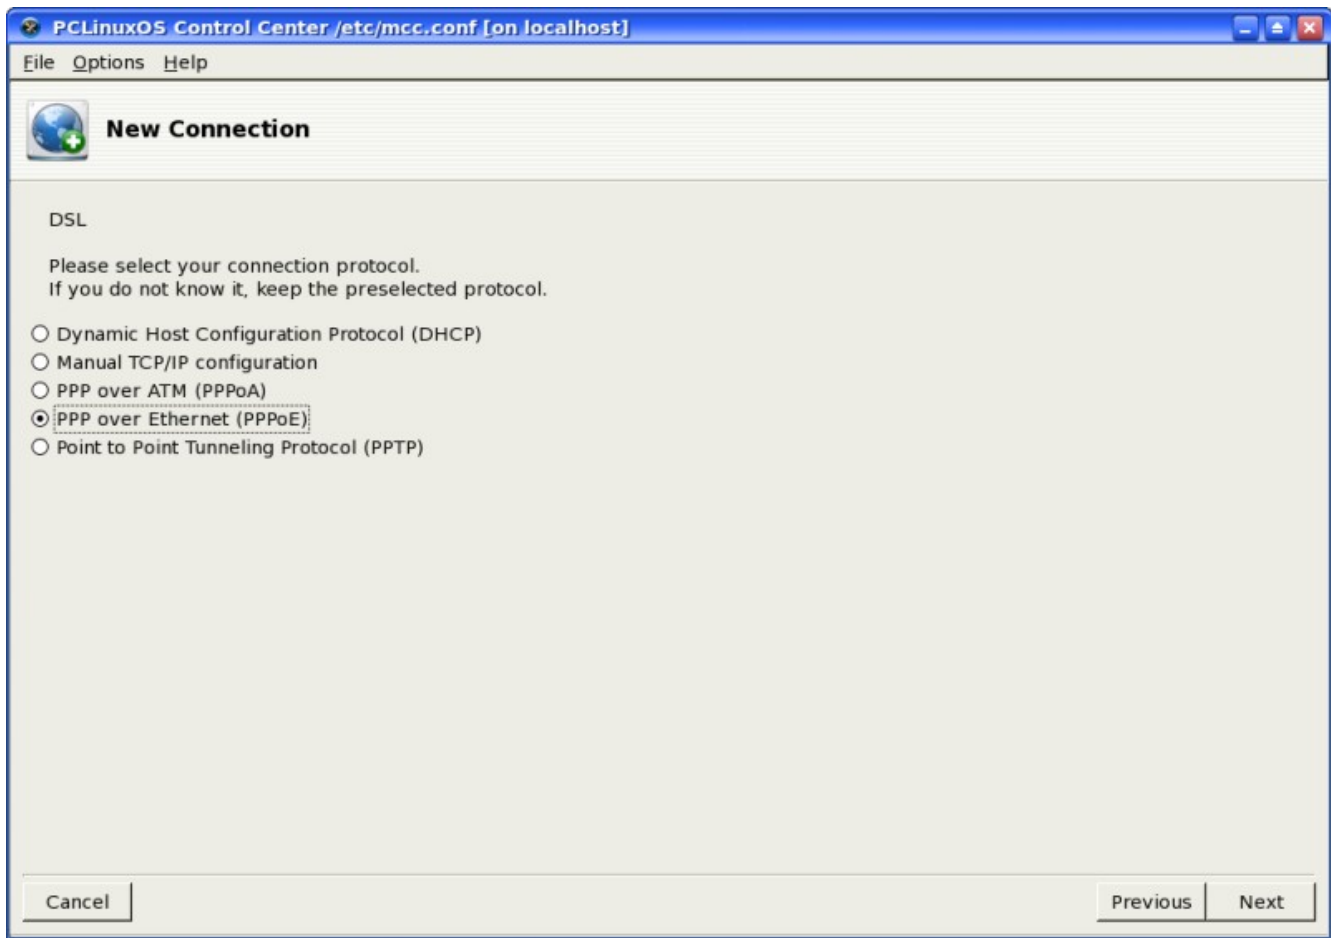 PCLinuxOS Control Center /etc/mcc.conf [on localhost]
File Options Help
New Connection
DSL
Please select your connection protocol.
If you do not know it, keep the preselected protocol.
Dynamic Host Configuration Protocol (DHCP)
Manual TCP/IP configuration
PPP over ATM (PPPoA)
PPP over Ethernet (PPPoE)
Point to Point Tunneling Protocol (PPTP)
Cancel Previous Next